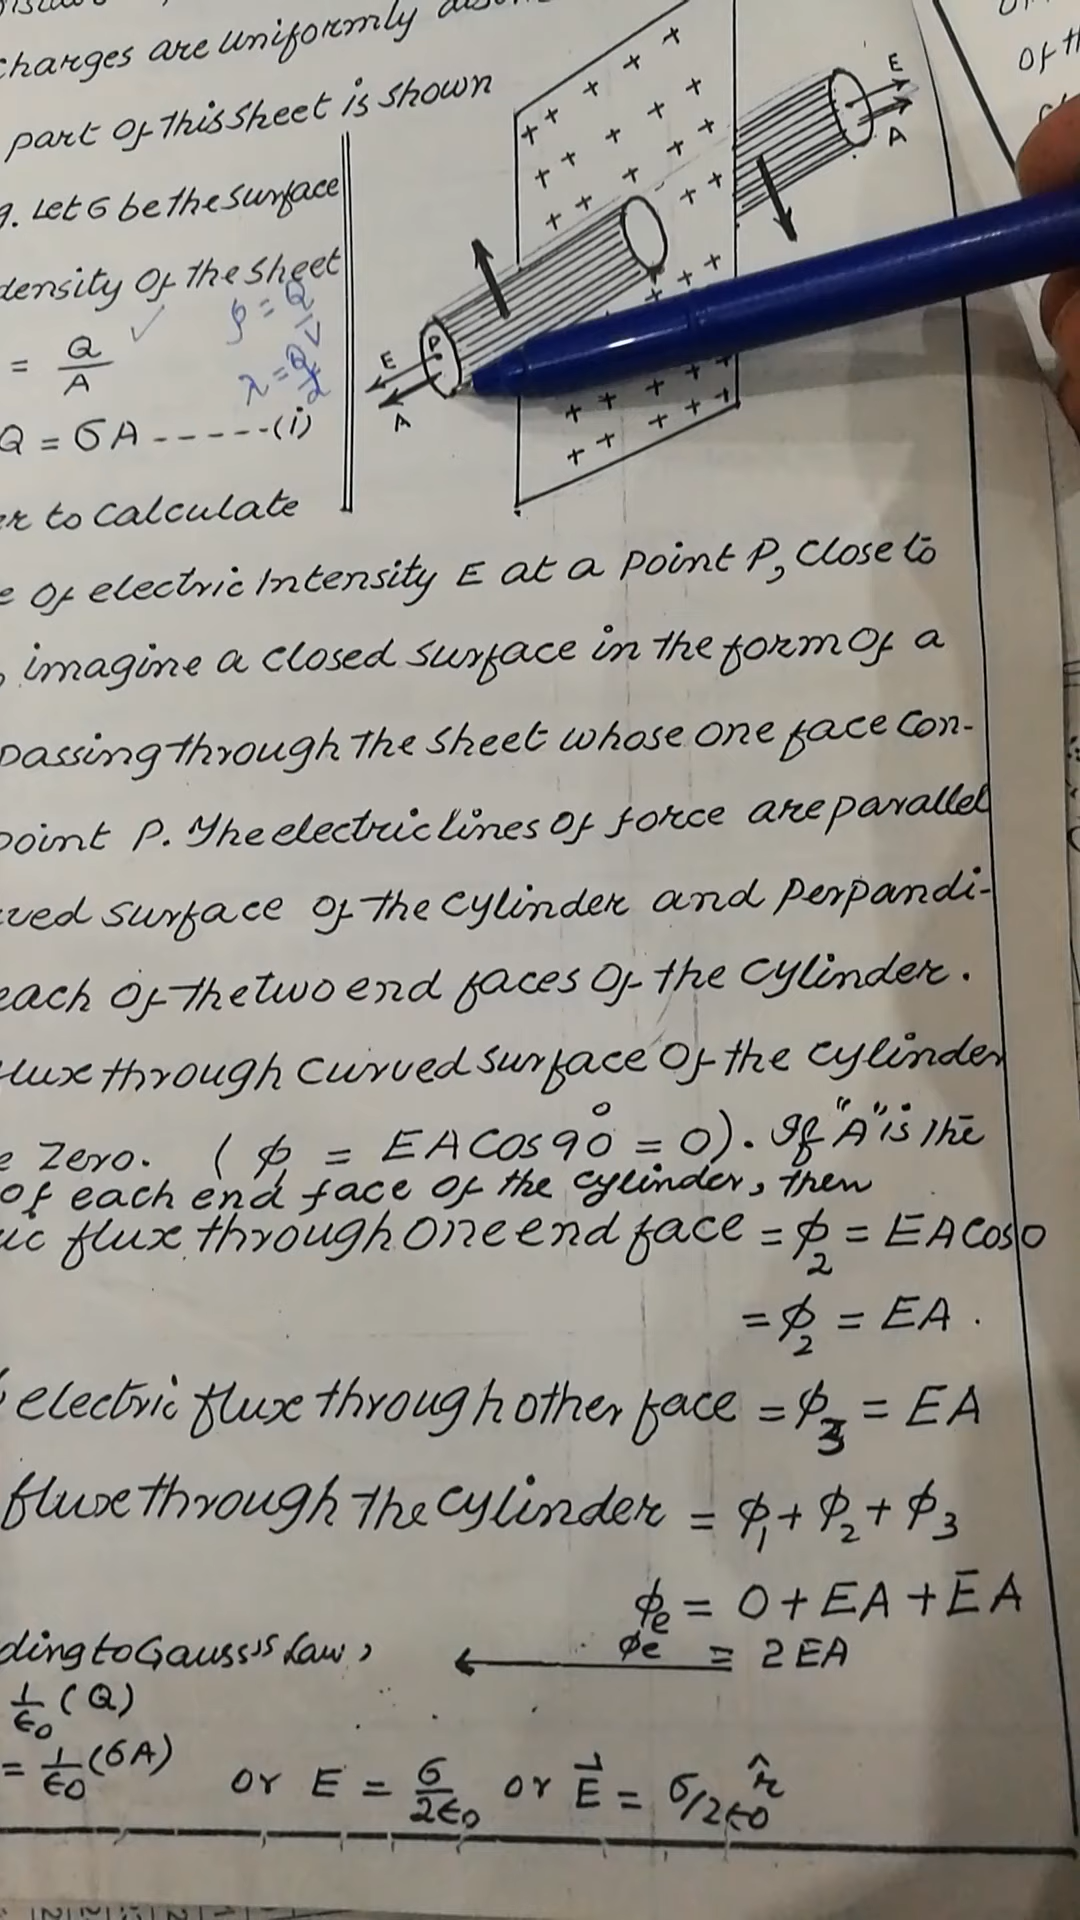 charges are uniformly
part of this sheet is shown
Let σ be the surface
density of the sheet
= Q/A
ρ = Q/V
λ = Q/L
Q = σA ------(i)
E
A
P
E
A
to calculate
of electric Intensity E at a point P, close to
imagine a closed surface in the form of a
passing through the sheet whose one face con-
point P. The electric lines of force are parallel
surface of the cylinder and perpandi-
each of the two end faces of the cylinder.
flux through curved surface of the cylinder
zero. ( ϕ₁ = EA cos 90° = 0). If "A" is the
of each end face of the cylinder, then
flux through one end face = ϕ₂ = EA cos 0
= ϕ₂ = EA.
electric flux through other face = ϕ₃ = EA
flux through the cylinder = ϕ₁ + ϕ₂ + ϕ₃
ϕe = 0 + EA + EA
ϕe = 2EA
to Gauss's Law,
1/ϵ0 (Q)
= 1/ϵ0 (σA) or E = σ/2ϵ0 or E⃗ = σ/2ϵ0 r̂